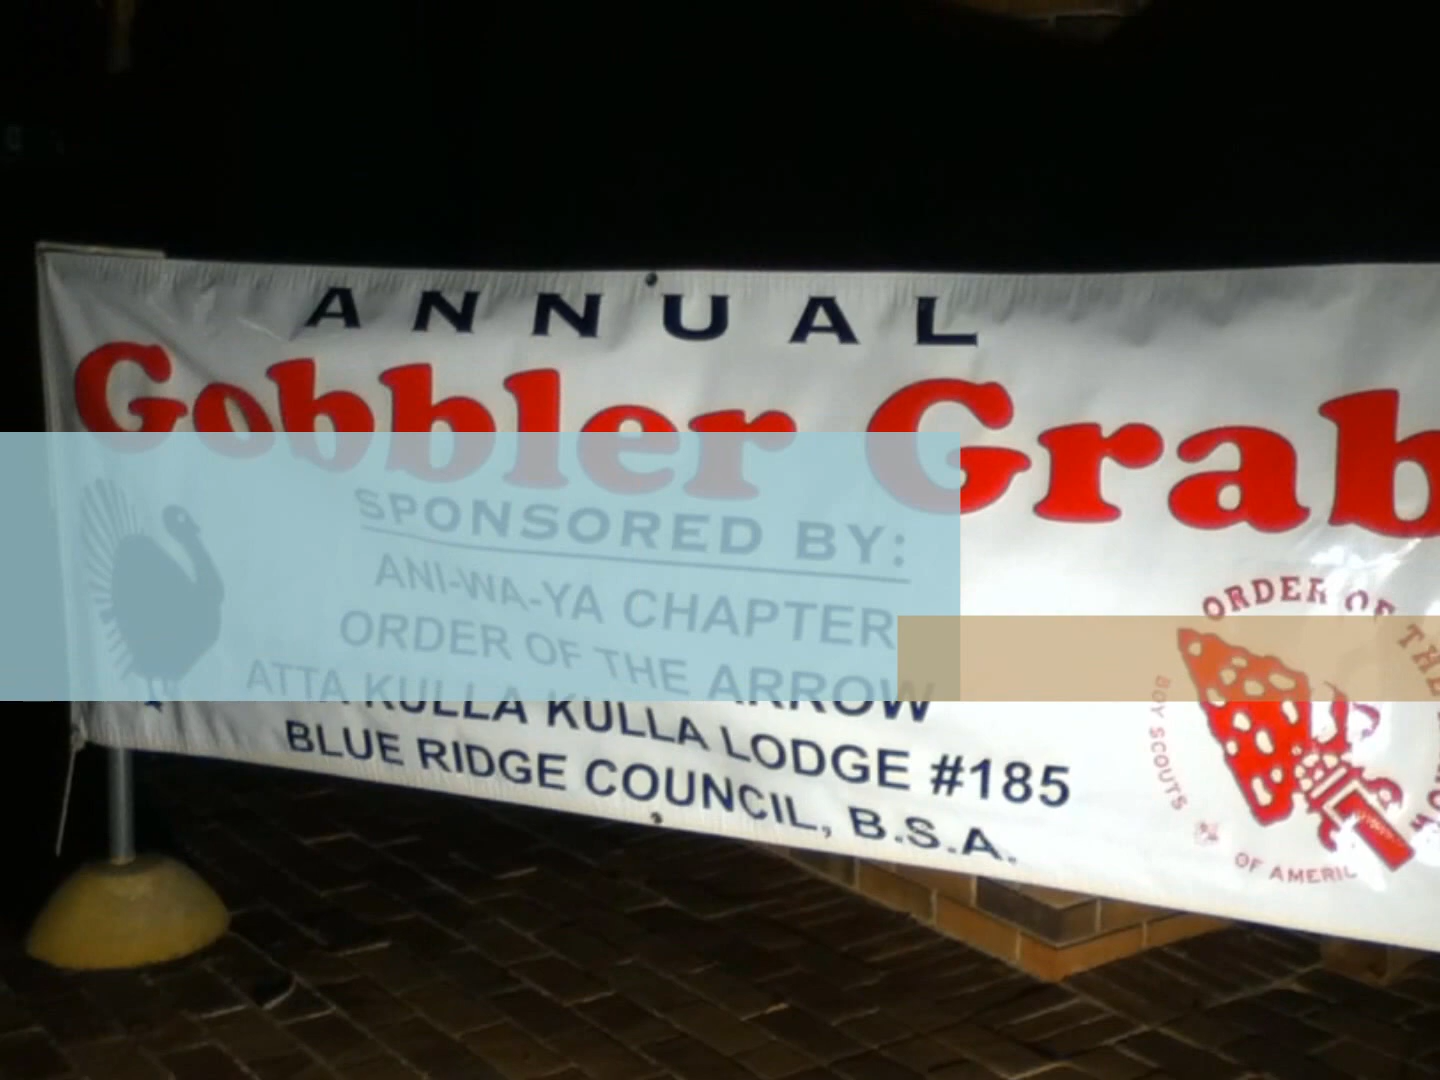 ANNUAL
Gobbler Grab
SPONSORED BY:
ANI-WA-YA CHAPTER
ORDER OF THE ARROW
ATTA KULLA KULLA LODGE #185
BLUE RIDGE COUNCIL, B.S.A.
ORDER OF THE
BOY SCOUTS
OF AMERI